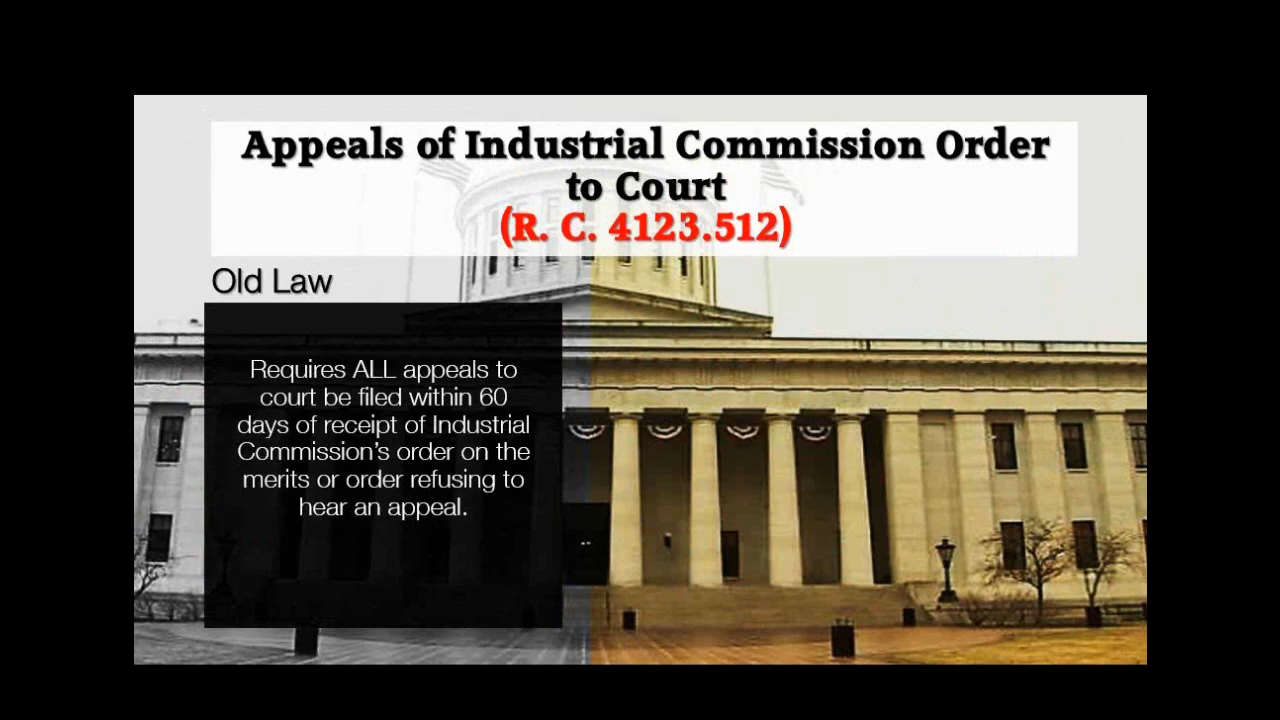 Appeals of Industrial Commission Order
to Court
(R. C. 4123.512)
Old Law
Requires ALL appeals to
court be filed within 60
days of receipt of Industrial
Commission's order on the
merits or order refusing to
hear an appeal.